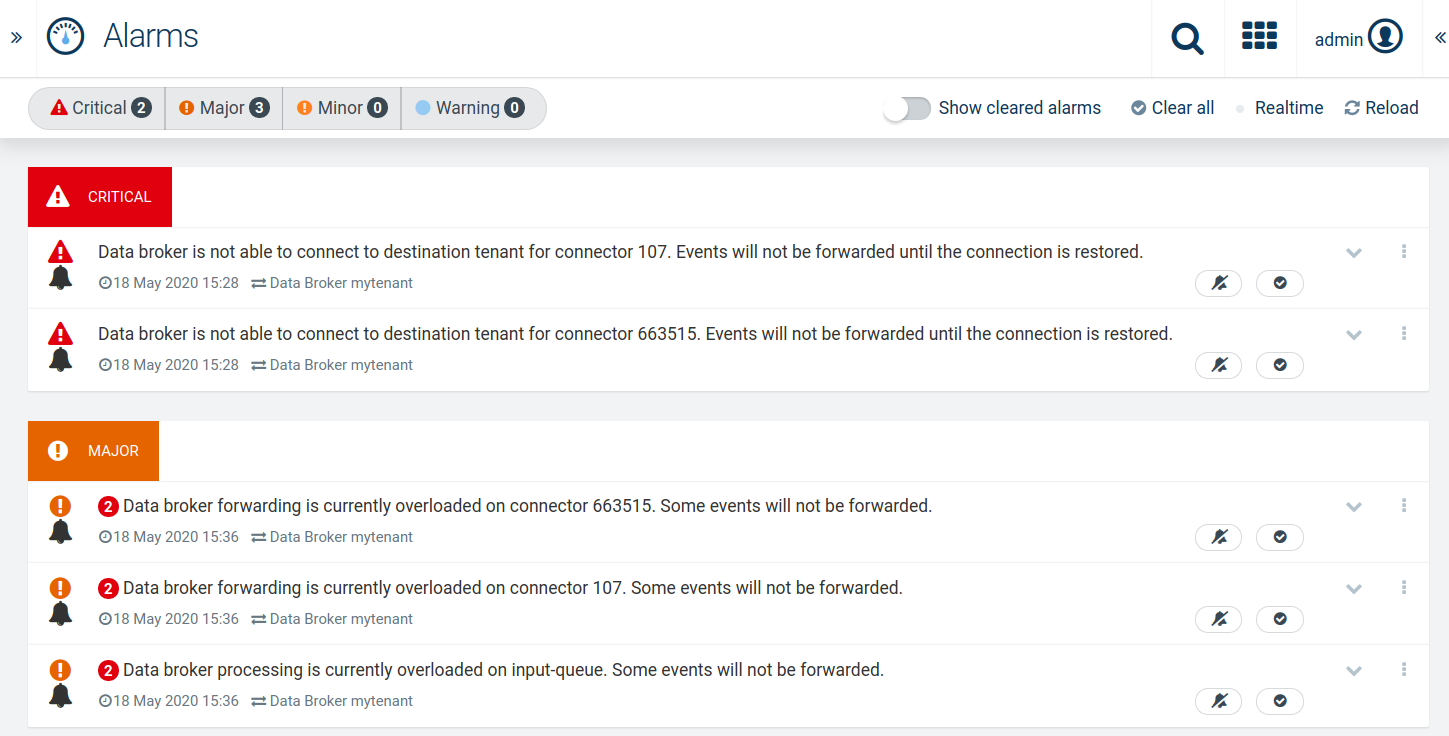 Alarms
admin
Critical 2 Major 3 Minor 0 Warning 0 Show cleared alarms Clear all Realtime Reload
CRITICAL
Data broker is not able to connect to destination tenant for connector 107. Events will not be forwarded until the connection is restored.
18 May 2020 15:28 Data Broker mytenant
Data broker is not able to connect to destination tenant for connector 663515. Events will not be forwarded until the connection is restored.
18 May 2020 15:28 Data Broker mytenant
MAJOR
2 Data broker forwarding is currently overloaded on connector 663515. Some events will not be forwarded.
18 May 2020 15:36 Data Broker mytenant
2 Data broker forwarding is currently overloaded on connector 107. Some events will not be forwarded.
18 May 2020 15:36 Data Broker mytenant
2 Data broker processing is currently overloaded on input-queue. Some events will not be forwarded.
18 May 2020 15:36 Data Broker mytenant